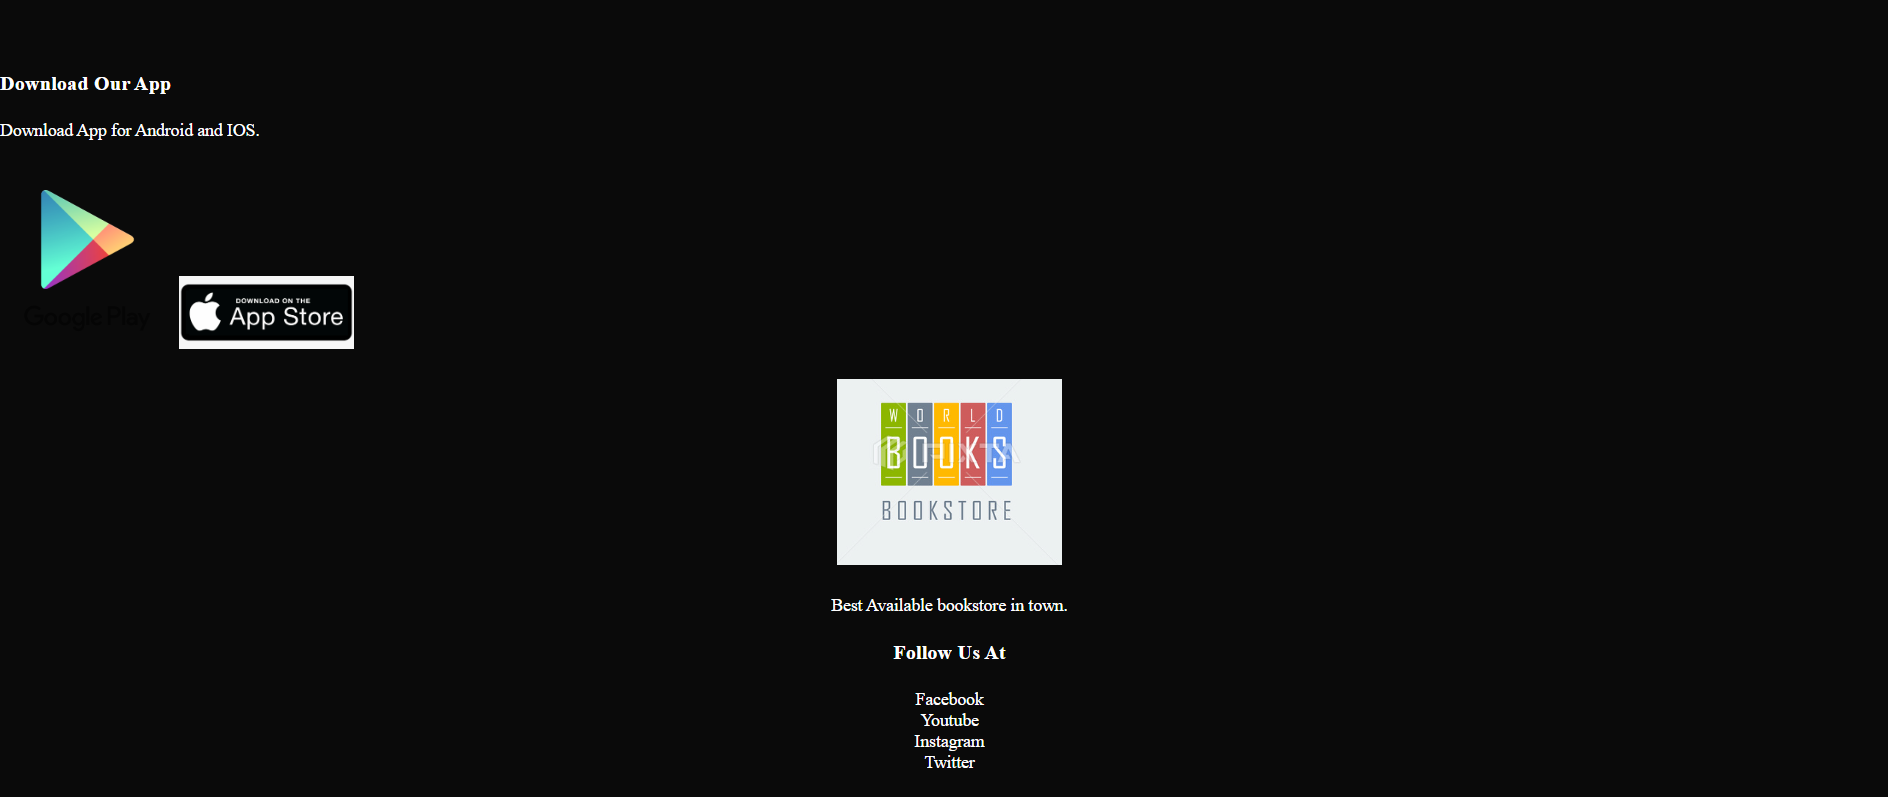 Download Our App
Download App for Android and IOS.
Google Play
DOWNLOAD ON THE
App Store
WORLD
BOOKS
PIXTA
BOOKSTORE
Best Available bookstore in town.
Follow Us At
Facebook
Youtube
Instagram
Twitter